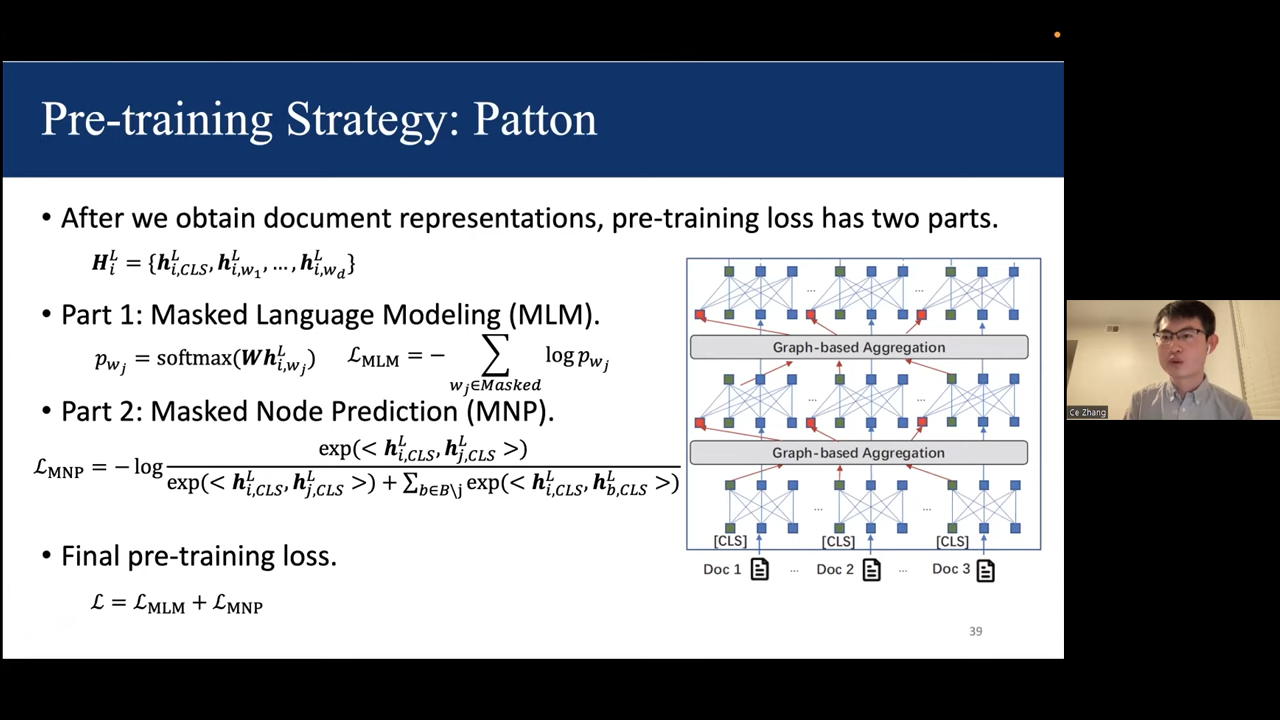 Pre-training Strategy: Patton
• After we obtain document representations, pre-training loss has two parts.
𝑯ᵢᴸ = {𝒉ᴸ_{i,CLS}, 𝒉ᴸ_{i,w₁}, …, 𝒉ᴸ_{i,w_d}}
• Part 1: Masked Language Modeling (MLM).
p_{w_j} = softmax(𝑾𝒉ᴸ_{i,w_j})   ℒ_MLM = − ∑_{w_j∈Masked} log p_{w_j}
• Part 2: Masked Node Prediction (MNP).
ℒ_MNP = − log exp(< 𝒉ᴸ_{i,CLS}, 𝒉ᴸ_{j,CLS} >) / exp(< 𝒉ᴸ_{i,CLS}, 𝒉ᴸ_{j,CLS} >) + ∑_{b∈B\j} exp(< 𝒉ᴸ_{i,CLS}, 𝒉ᴸ_{b,CLS} >)
• Final pre-training loss.
ℒ = ℒ_MLM + ℒ_MNP
... ...
Graph-based Aggregation
... ...
Graph-based Aggregation
... ...
[CLS] [CLS] [CLS]
Doc 1 ... Doc 2 ... Doc 3
39
Ce Zhang